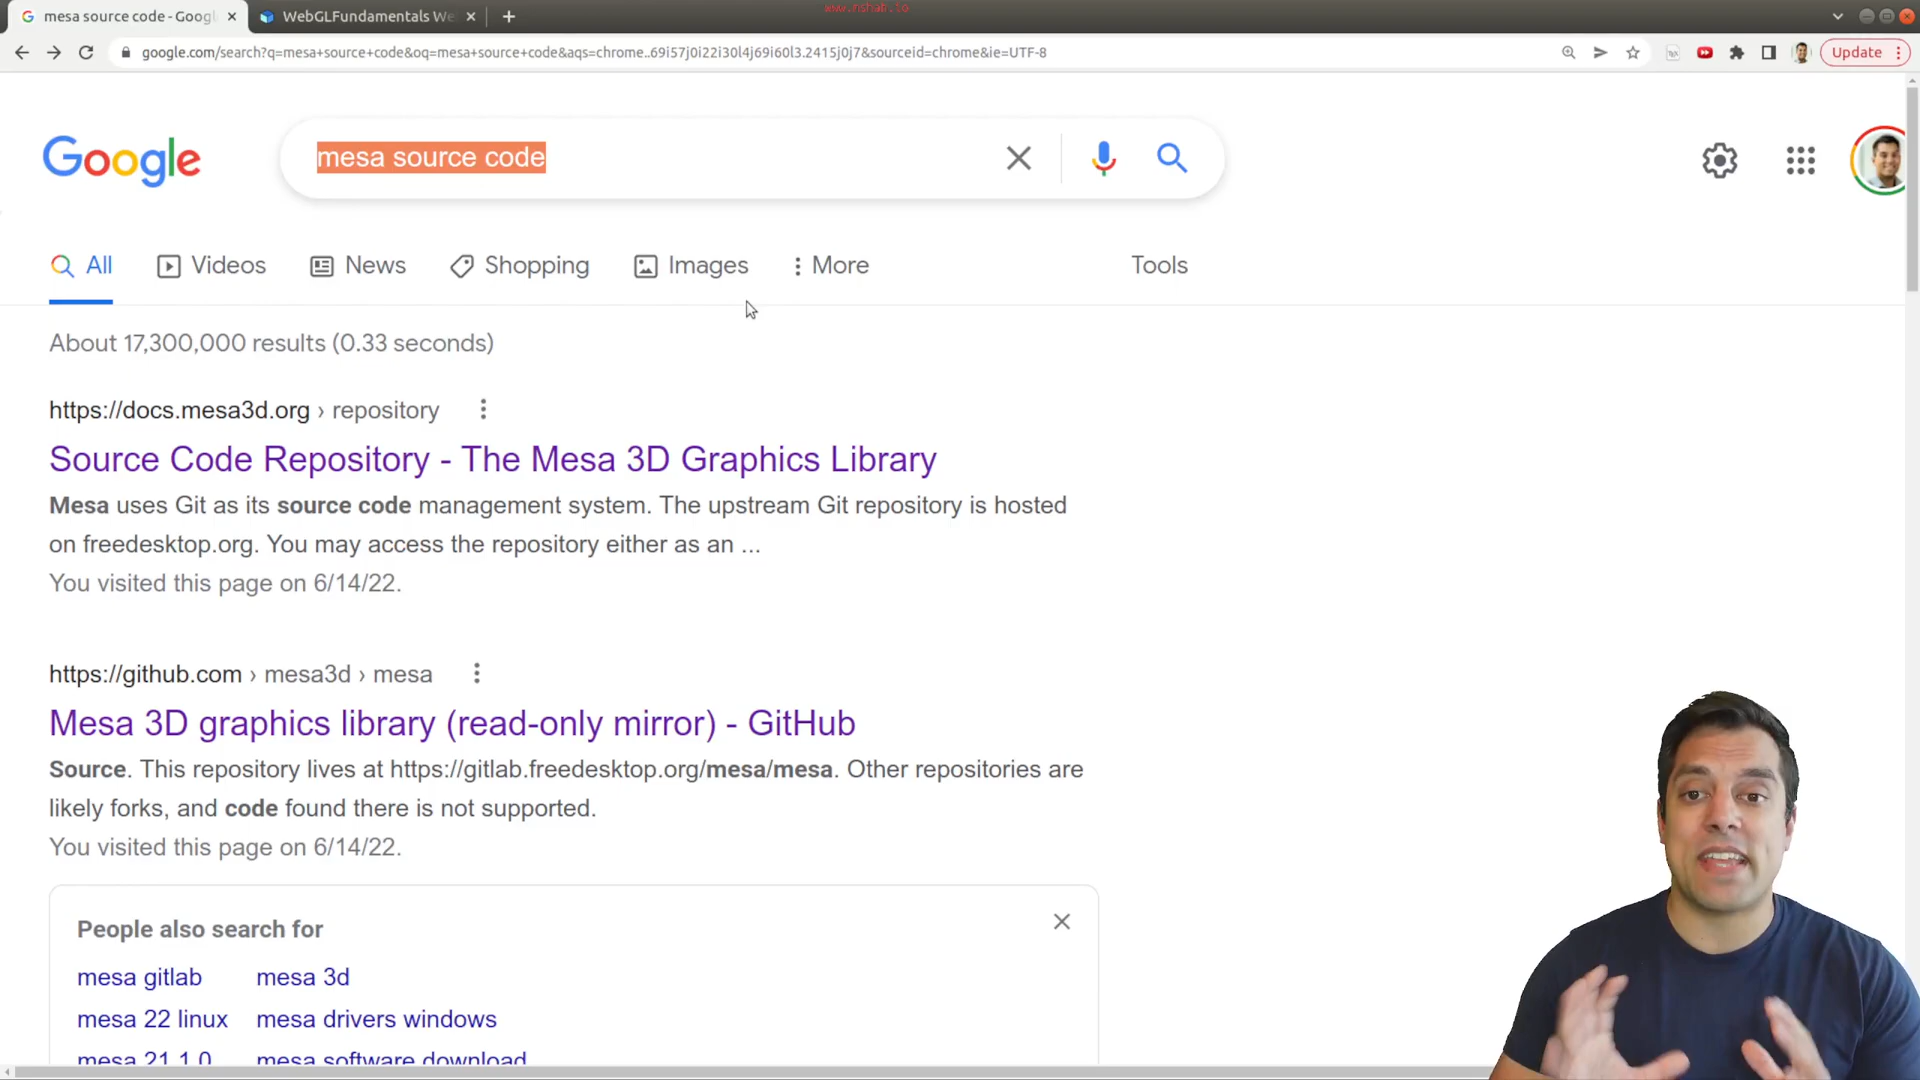 mesa source code - Goog
WebGLFundamentals We
www.mshah.io
google.com/search?q=mesa+source+code&oq=mesa+source+code&aqs=chrome..69i57j0i22i30l4j69i60l3.2415j0j7&sourceid=chrome&ie=UTF-8
Update
Google
mesa source code
All
Videos
News
Shopping
Images
More
Tools
About 17,300,000 results (0.33 seconds)
https://docs.mesa3d.org › repository
Source Code Repository - The Mesa 3D Graphics Library
Mesa uses Git as its source code management system. The upstream Git repository is hosted
on freedesktop.org. You may access the repository either as an ...
You visited this page on 6/14/22.
https://github.com › mesa3d › mesa
Mesa 3D graphics library (read-only mirror) - GitHub
Source. This repository lives at https://gitlab.freedesktop.org/mesa/mesa. Other repositories are
likely forks, and code found there is not supported.
You visited this page on 6/14/22.
People also search for
mesa gitlab
mesa 3d
mesa 22 linux
mesa drivers windows
mesa 21.1.0
mesa software download